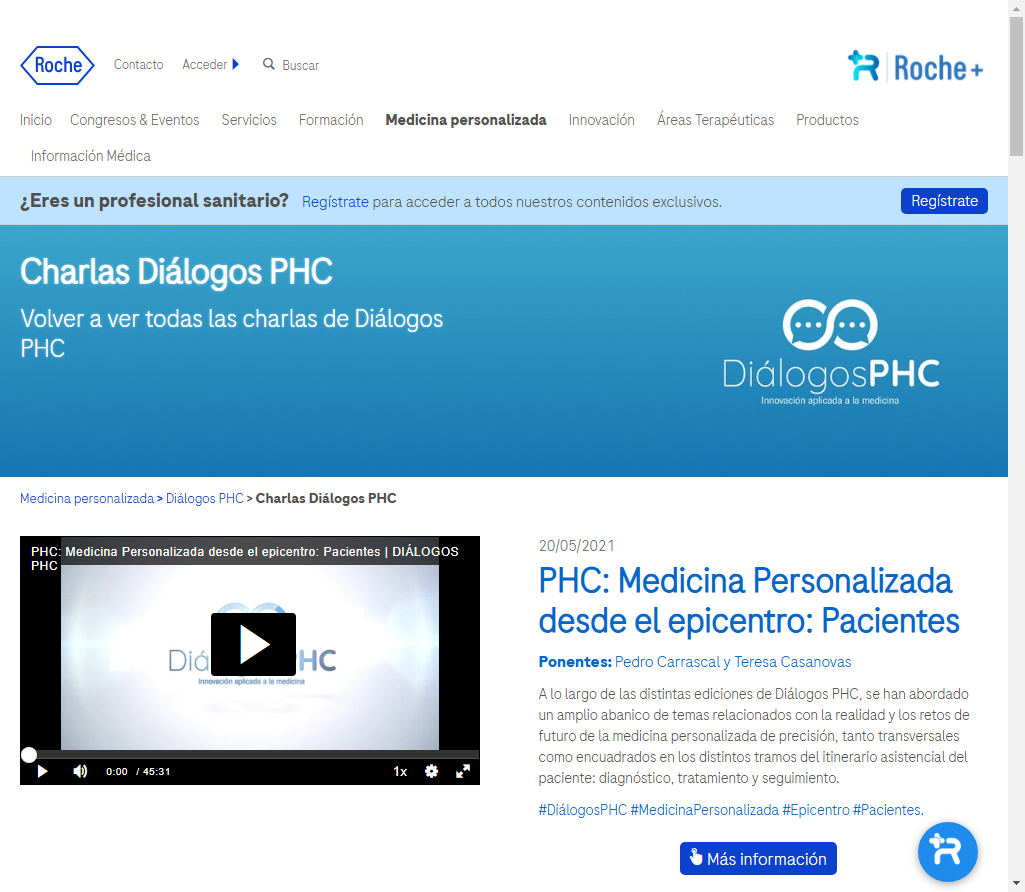 Roche
Contacto
Acceder
Buscar
Roche+
Inicio
Congresos & Eventos
Servicios
Formación
Medicina personalizada
Innovación
Áreas Terapéuticas
Productos
Información Médica
¿Eres un profesional sanitario?
Regístrate para acceder a todos nuestros contenidos exclusivos.
Regístrate
Charlas Diálogos PHC
Volver a ver todas las charlas de Diálogos
PHC
DiálogosPHC
Innovación aplicada a la medicina
Medicina personalizada > Diálogos PHC > Charlas Diálogos PHC
PHC: Medicina Personalizada desde el epicentro: Pacientes | DIÁLOGOS
PHC
Innovación aplicada a la medicina
0:00 / 45:31
1x
20/05/2021
PHC: Medicina Personalizada
desde el epicentro: Pacientes
Ponentes: Pedro Carrascal y Teresa Casanovas
A lo largo de las distintas ediciones de Diálogos PHC, se han abordado
un amplio abanico de temas relacionados con la realidad y los retos de
futuro de la medicina personalizada de precisión, tanto transversales
como encuadrados en los distintos tramos del itinerario asistencial del
paciente: diagnóstico, tratamiento y seguimiento.
#DiálogosPHC #MedicinaPersonalizada #Epicentro #Pacientes.
Más información